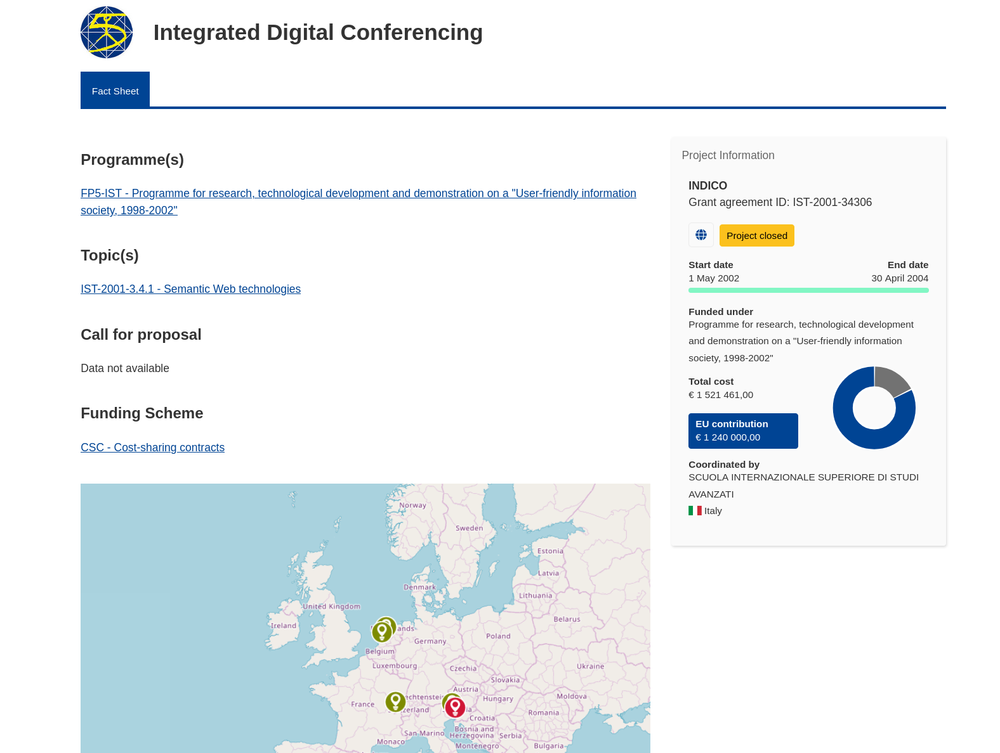 Integrated Digital Conferencing
Fact Sheet
Programme(s)
FP5-IST - Programme for research, technological development and demonstration on a "User-friendly information
society, 1998-2002"
Topic(s)
IST-2001-3.4.1 - Semantic Web technologies
Call for proposal
Data not available
Funding Scheme
CSC - Cost-sharing contracts
Norway
Sweden
Estonia
Latvia
Denmark
Lithuania
United Kingdom
Belarus
Ireland
Poland
Germany
Belgium
Luxembourg
Czechia
Ukraine
Slovakia
Austria
Hungary
Moldova
France
Romania
Croatia
Bosnia and
Herzegovina
San Marino
Serbia
Monaco
Montenegro
Bulgaria
Project Information
INDICO
Grant agreement ID: IST-2001-34306
Project closed
Start date
1 May 2002
End date
30 April 2004
Funded under
Programme for research, technological development
and demonstration on a "User-friendly information
society, 1998-2002"
Total cost
€ 1 521 461,00
EU contribution
€ 1 240 000,00
Coordinated by
SCUOLA INTERNAZIONALE SUPERIORE DI STUDI
AVANZATI
Italy